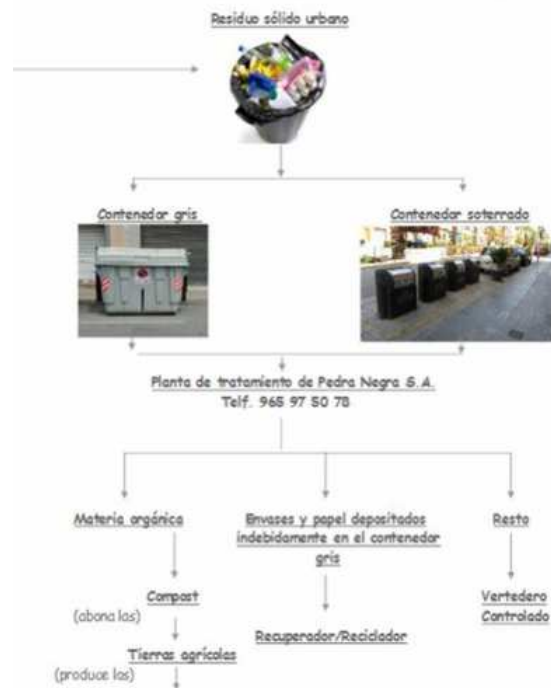 Residuo sólido urbano
Contenedor gris
Contenedor soterrado
Planta de tratamiento de Pedra Negra S.A.
Telf. 965 97 50 78
Materia orgánica
Envases y papel depositados
indebidamente en el contenedor
gris
Resto
Compost
(abona las)
Vertedero
Controlado
Recuperador/Reciclador
Tierras agrícolas
(produce las)